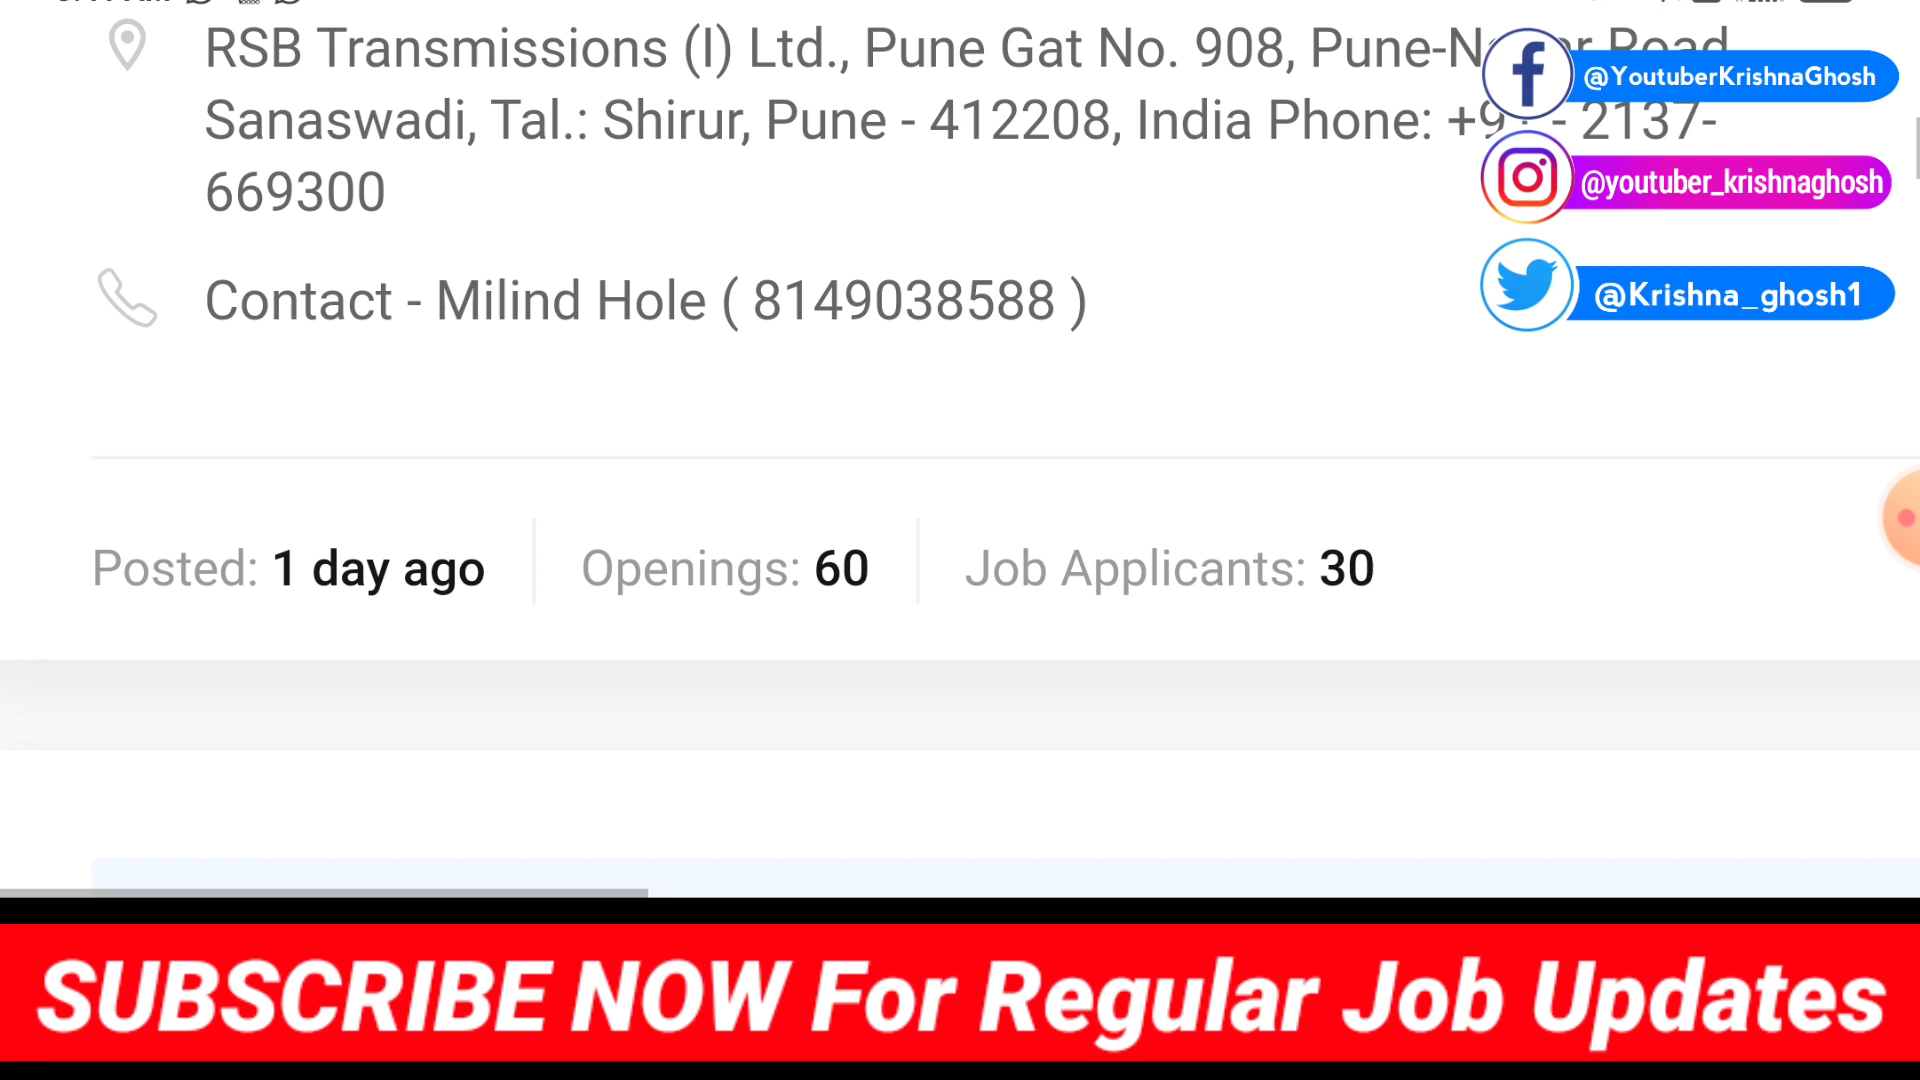 RSB Transmissions (I) Ltd., Pune Gat No. 908, Pune-N
Road
@YoutuberKrishnaGhosh
Sanaswadi, Tal.: Shirur, Pune - 412208, India Phone: +9 - 2137-
669300
@youtuber_krishnaghosh
Contact - Milind Hole ( 8149038588 )
@Krishna_ghosh1
Posted: 1 day ago
Openings: 60
Job Applicants: 30
SUBSCRIBE NOW For Regular Job Updates